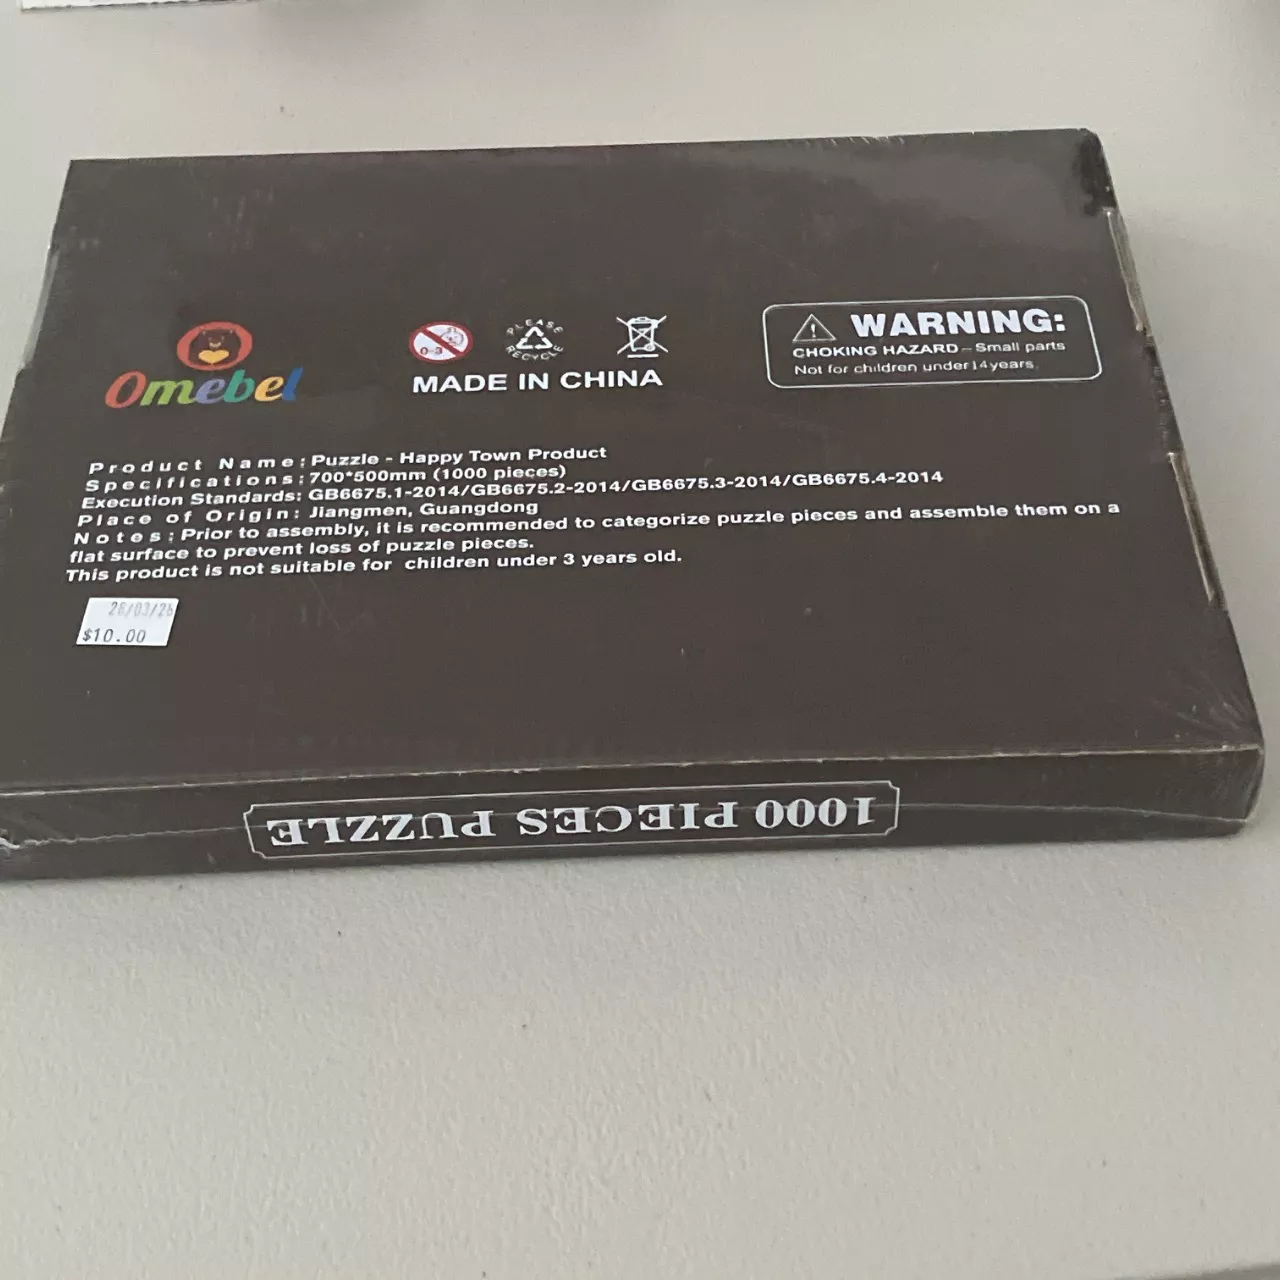 Omebel
0-3
PLEASE RECYCLE
MADE IN CHINA
WARNING:
CHOKING HAZARD - Small parts
Not for children under 14 years.
Product Name: Puzzle - Happy Town Product
Specifications: 700*500mm (1000 pieces)
Execution Standards: GB6675.1-2014/GB6675.2-2014/GB6675.3-2014/GB6675.4-2014
Place of Origin: Jiangmen, Guangdong
Notes: Prior to assembly, it is recommended to categorize puzzle pieces and assemble them on a
flat surface to prevent loss of puzzle pieces.
This product is not suitable for children under 3 years old.
$10.00
1000 PIECES PUZZLE